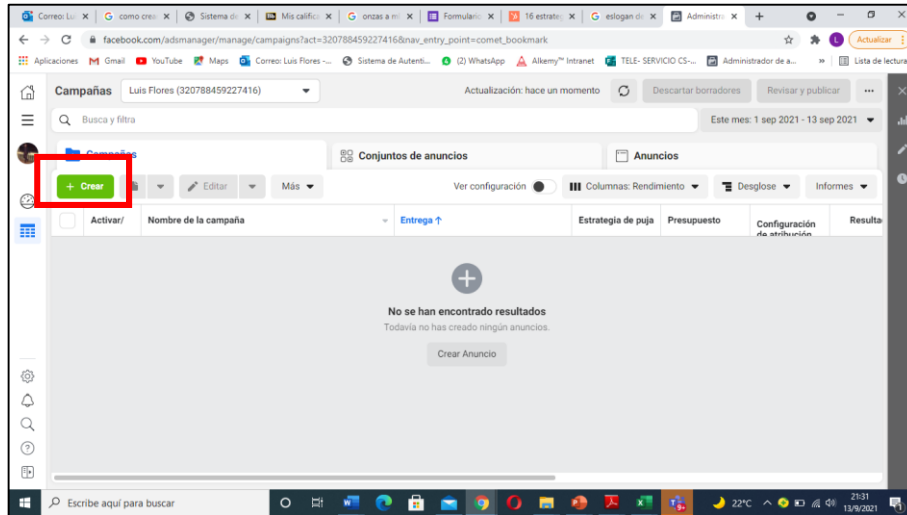 Correo: Lui
como crea
Sistema de
Mis califica
onzas a m
Formulario
16 estrateg
eslogan de
Administra
facebook.com/adsmanager/manage/campaigns?act=320788459227416&nav_entry_point=comet_bookmark
Actualizar
Aplicaciones
Gmail
YouTube
Maps
Correo: Luis Flores -...
Sistema de Autenti...
(2) WhatsApp
Alkemy™ Intranet
TELE- SERVICIO CS-...
Administrador de a...
»
Lista de lectura
Campañas
Luis Flores (320788459227416)
Actualización: hace un momento
Descartar borradores
Revisar y publicar
Busca y filtra
Este mes: 1 sep 2021 - 13 sep 2021
Campañas
Conjuntos de anuncios
Anuncios
+ Crear
Editar
Más
Ver configuración
Columnas: Rendimiento
Desglose
Informes
Activar/
Nombre de la campaña
Entrega ↑
Estrategia de puja
Presupuesto
Configuración
de atribución
Resulta
No se han encontrado resultados
Todavía no has creado ningún anuncios.
Crear Anuncio
Escribe aquí para buscar
22°C
21:31
13/9/2021